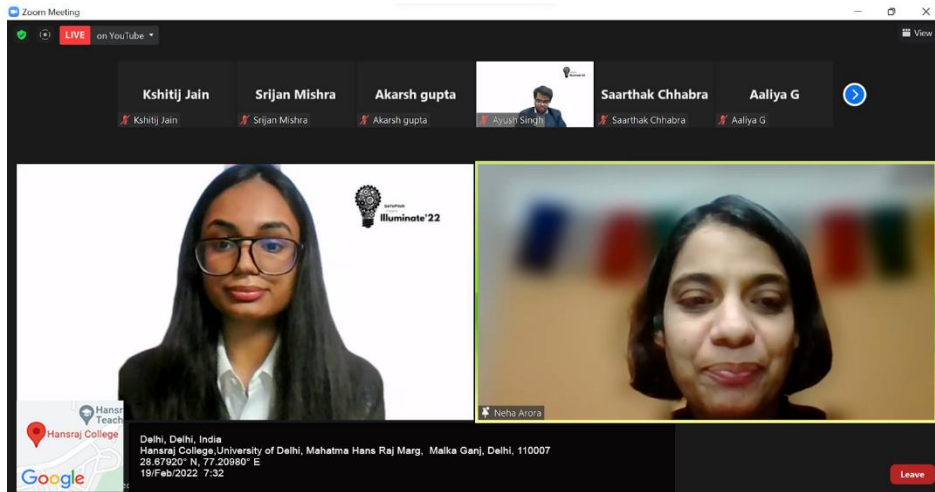 Zoom Meeting
LIVE on YouTube
View
Kshitij Jain
Srijan Mishra
Akarsh gupta
Saarthak Chhabra
Aaliya G
Kshitij Jain
Srijan Mishra
Akarsh gupta
Ayush Singh
Saarthak Chhabra
Aaliya G
Illuminate'22
Neha Arora
Hansr
Teach
Hansraj College
Google
Delhi, Delhi, India
Hansraj College,University of Delhi, Mahatma Hans Raj Marg, Malka Ganj, Delhi, 110007
28.67920° N, 77.20980° E
19/Feb/2022 7:32
Leave